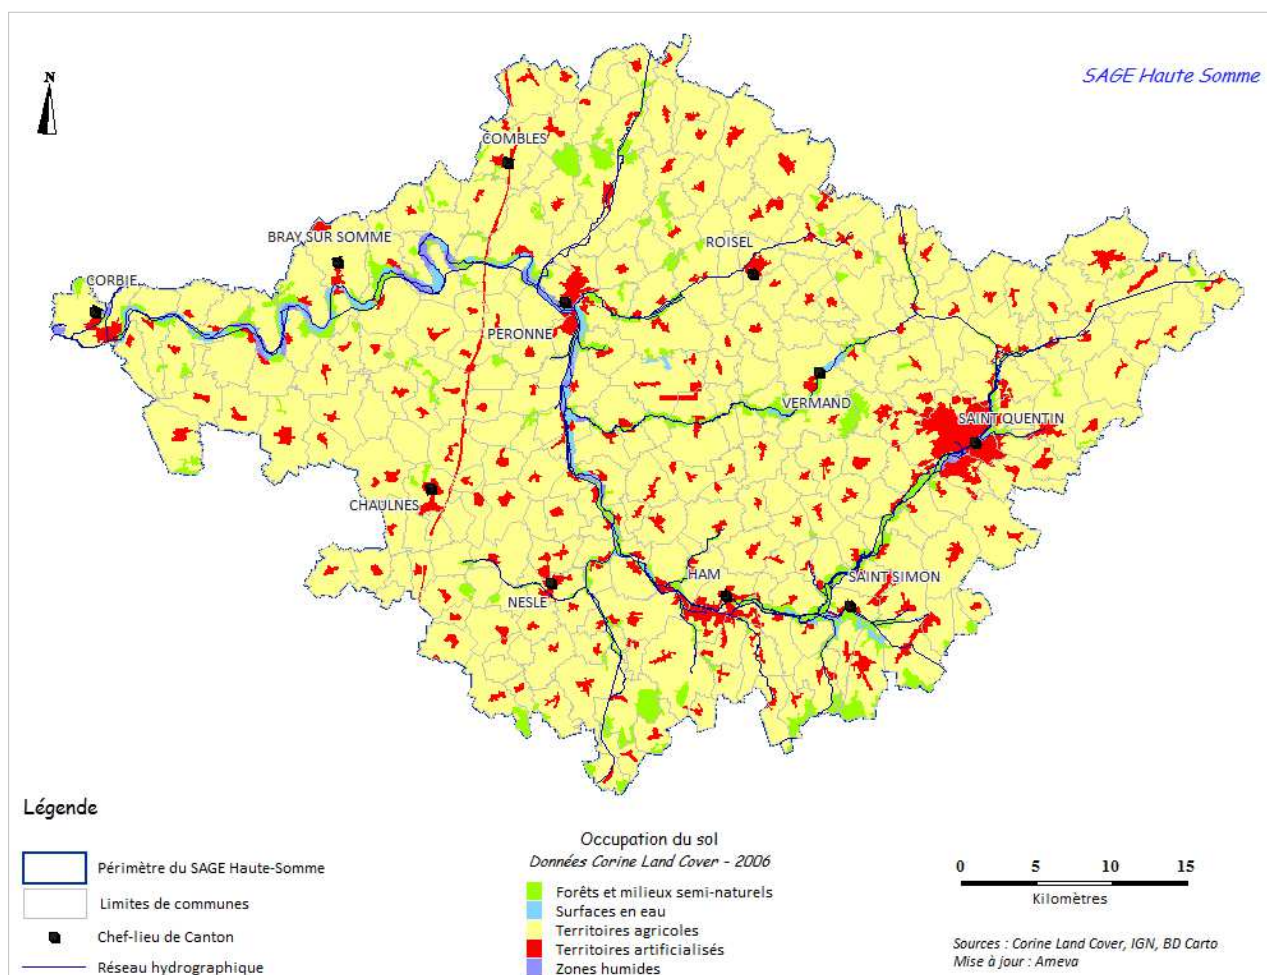 SAGE Haute Somme
N
COMBLES
BRAY SUR SOMME
ROISEL
CORBIE
PERONNE
VERMAND
SAINT QUENTIN
CHAULNES
HAM
SAINT SIMON
NESLE
Légende
Périmètre du SAGE Haute-Somme
Limites de communes
Chef-lieu de Canton
Réseau hydrographique
Occupation du sol
Données Corine Land Cover - 2006
Forêts et milieux semi-naturels
Surfaces en eau
Territoires agricoles
Territoires artificialisés
Zones humides
0 5 10 15
Kilomètres
Sources : Corine Land Cover, IGN, BD Carto
Mise à jour : Ameva